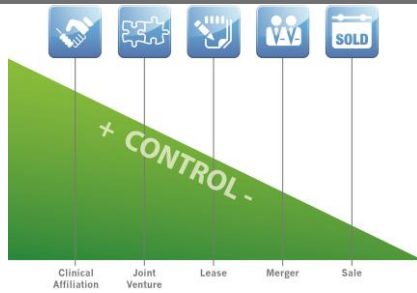 SOLD
+ CONTROL -
Clinical
Affiliation
Joint
Venture
Lease
Merger
Sale